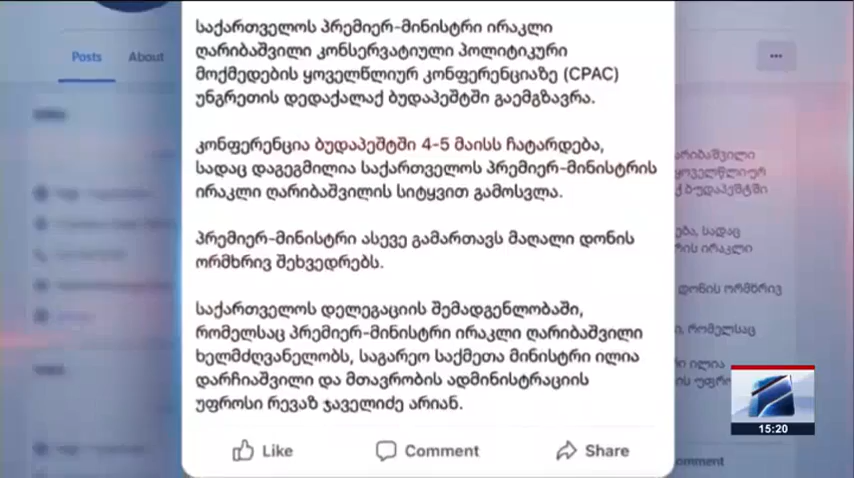 საქართველოს პრემიერ-მინისტრი ირაკლი
ღარიბაშვილი კონსერვატიული პოლიტიკური
მოქმედების ყოველწლიურ კონფერენციაზე (CPAC)
უნგრეთის დედაქალაქ ბუდაპეშტში გაემგზავრა.
კონფერენცია ბუდაპეშტში 4-5 მაისს ჩატარდება,
სადაც დაგეგმილია საქართველოს პრემიერ-მინისტრის
ირაკლი ღარიბაშვილის სიტყვით გამოსვლა.
პრემიერ-მინისტრი ასევე გამართავს მაღალი დონის
ორმხრივ შეხვედრებს.
საქართველოს დელეგაციის შემადგენლობაში,
რომელსაც პრემიერ-მინისტრი ირაკლი ღარიბაშვილი
ხელმძღვანელობს, საგარეო საქმეთა მინისტრი ილია
დარჩიაშვილი და მთავრობის ადმინისტრაციის
უფროსი რევაზ ჯაველიძე არიან.
Like Comment Share
Posts About
15:20